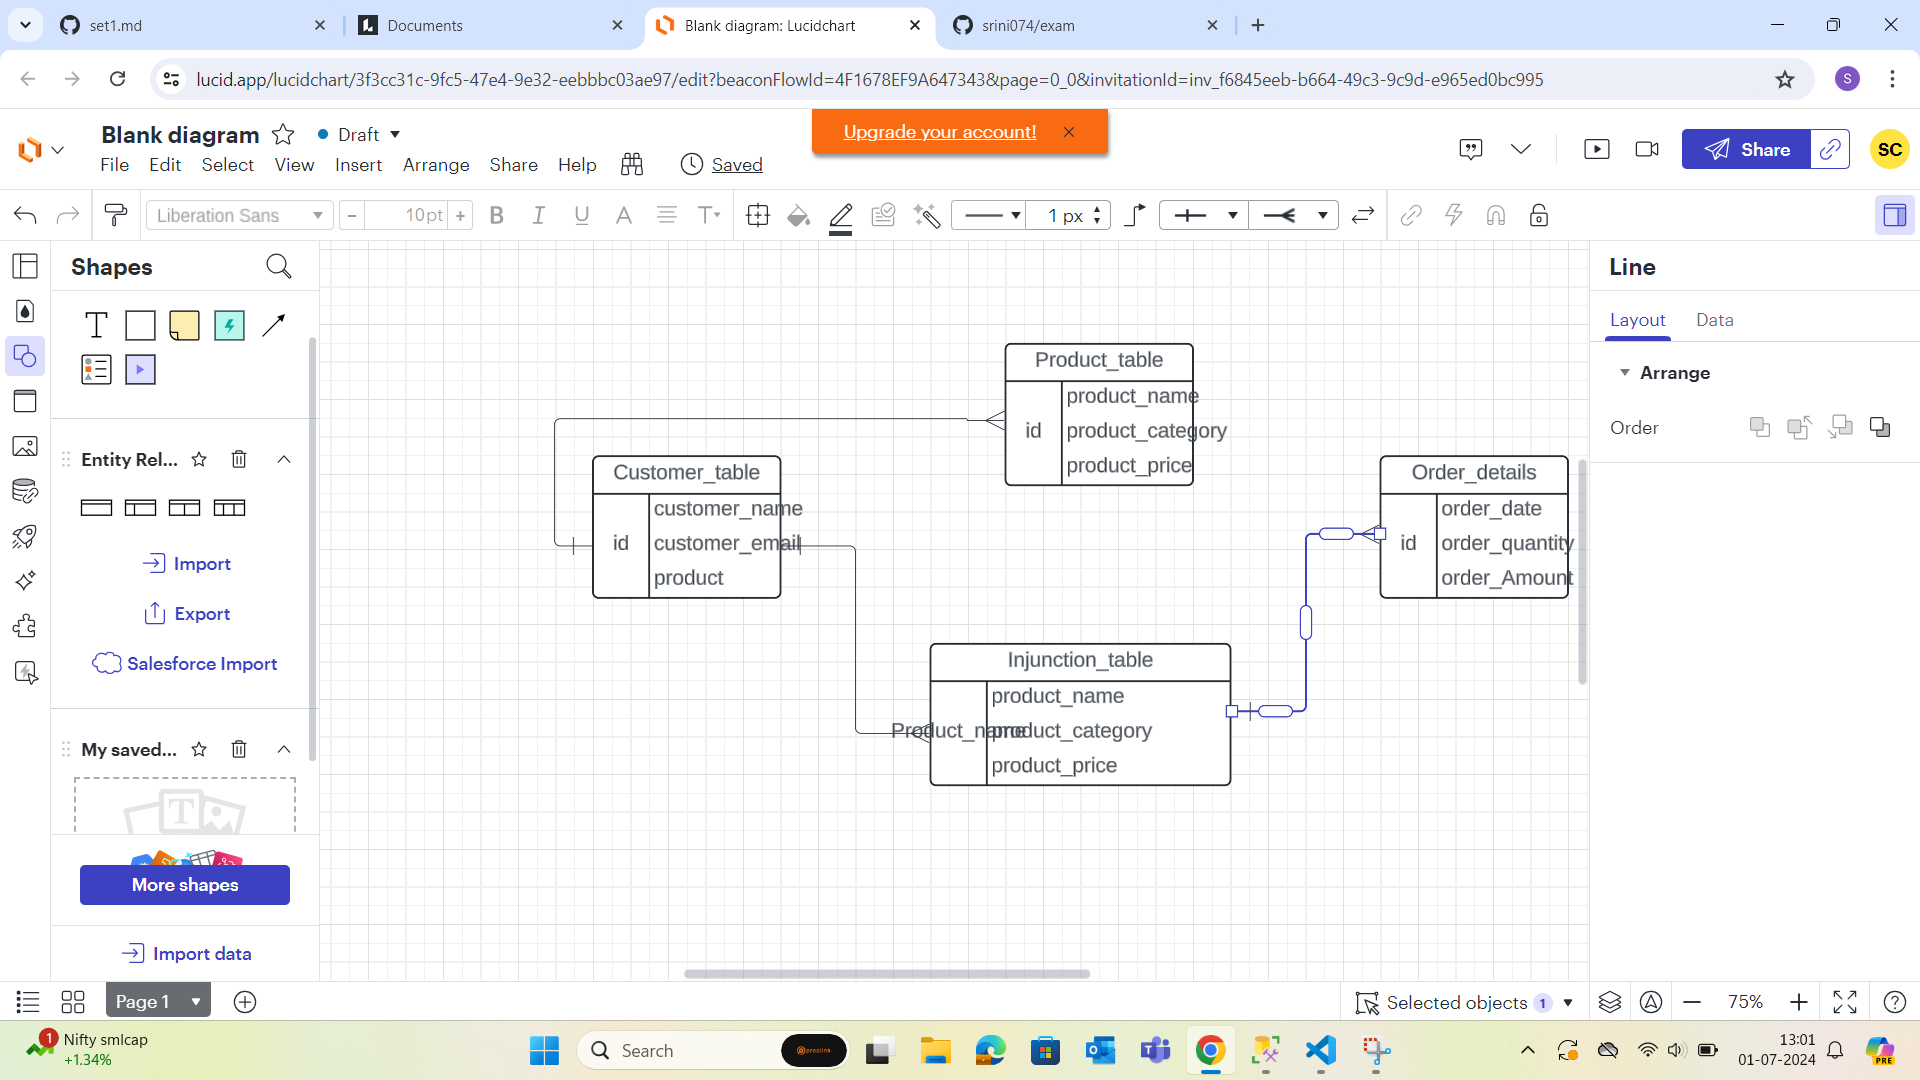 set1.md
Documents
Blank diagram: Lucidchart
srini074/exam
lucid.app/lucidchart/3f3cc31c-9fc5-47e4-9e32-eebbbc03ae97/edit?beaconFlowId=4F1678EF9A647343&page=0_0&invitationId=inv_f6845eeb-b664-49c3-9c9d-e965ed0bc995
S
Blank diagram
Draft
Upgrade your account!
File Edit Select View Insert Arrange Share Help
Saved
Share
SC
Liberation Sans
10 pt
B I U A T
1 px
Shapes
T
Entity Rel...
Import
Export
Salesforce Import
My saved...
T
More shapes
Import data
Product_table
id
product_name
product_category
product_price
Customer_table
id
customer_name
customer_email
product
Order_details
id
order_date
order_quantity
order_Amount
Injunction_table
Product_name
product_name
product_category
product_price
Line
Layout Data
Arrange
Order
Page 1
Selected objects 1
75%
1
Nifty smlcap
+1.34%
Search
prolink
13:01
01-07-2024
PRE